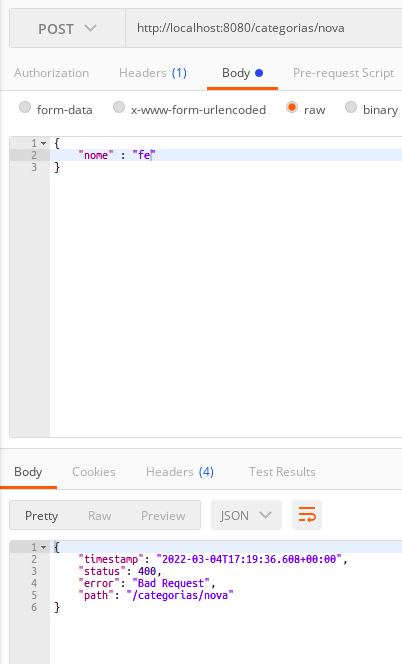 POST http://localhost:8080/categorias/nova
Authorization Headers (1) Body Pre-request Script
form-data x-www-form-urlencoded raw binary
1 {
2 "nome" : "fe"
3 }
Body Cookies Headers (4) Test Results
Pretty Raw Preview JSON
1 {
2 "timestamp": "2022-03-04T17:19:36.608+00:00",
3 "status": 400,
4 "error": "Bad Request",
5 "path": "/categorias/nova"
6 }